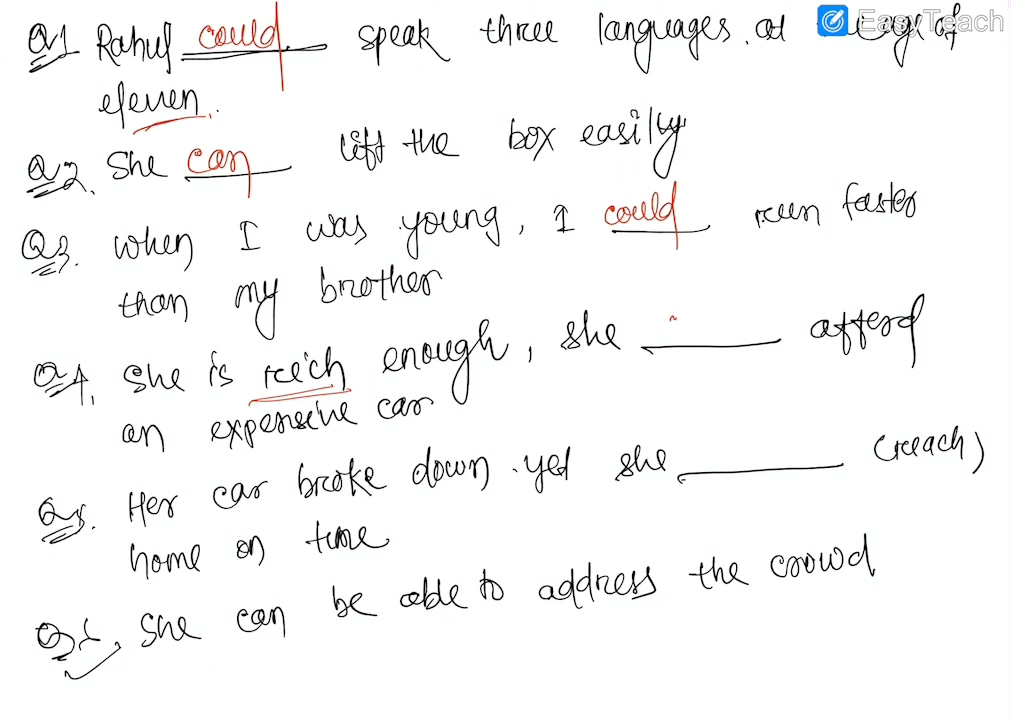 Q1 Rahul could speak three languages at the age of
EasyTeach
eleven.
Q2. She can lift the box easily
Q3. when I was young, I could run faster
than my brother
Q4. She is rich enough, she ____ afford
an expensive car
Q5. Her car broke down. yet she ____ (reach)
home on time
Q6. She can be able to address the crowd